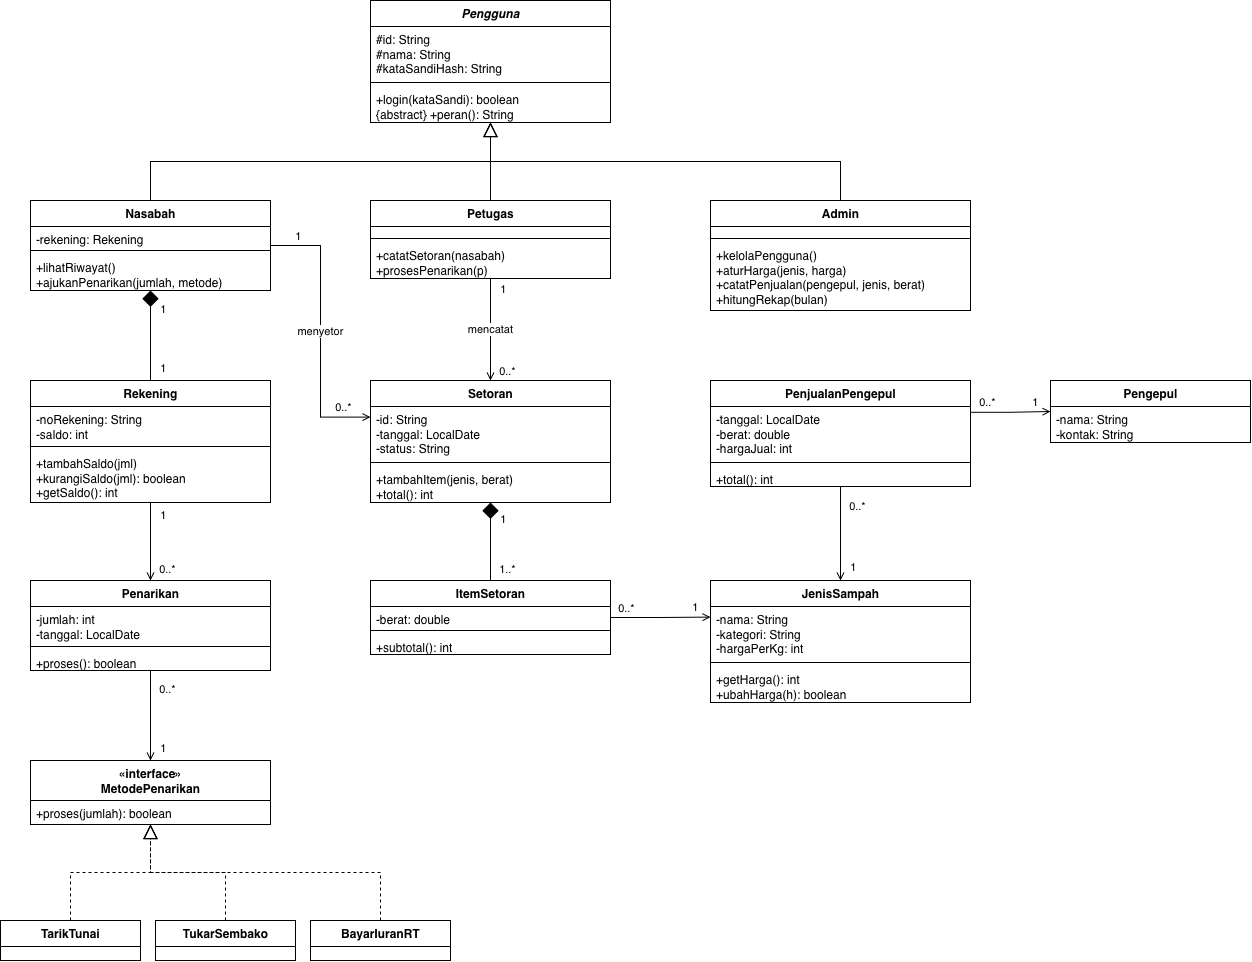 Pengguna
#id: String
#nama: String
#kataSandiHash: String
+login(kataSandi): boolean
{abstract} +peran(): String
Nasabah
-rekening: Rekening
+lihatRiwayat()
+ajukanPenarikan(jumlah, metode)
Petugas
+catatSetoran(nasabah)
+prosesPenarikan(p)
Admin
+kelolaPengguna()
+aturHarga(jenis, harga)
+catatPenjualan(pengepul, jenis, berat)
+hitungRekap(bulan)
1
1
1
menyetor
0..*
1
mencatat
0..*
Rekening
-noRekening: String
-saldo: int
+tambahSaldo(jml)
+kurangiSaldo(jml): boolean
+getSaldo(): int
Setoran
-id: String
-tanggal: LocalDate
-status: String
+tambahItem(jenis, berat)
+total(): int
PenjualanPengepul
-tanggal: LocalDate
-berat: double
-hargaJual: int
+total(): int
0..*
1
Pengepul
-nama: String
-kontak: String
1
0..*
1
1..*
0..*
1
Penarikan
-jumlah: int
-tanggal: LocalDate
+proses(): boolean
ItemSetoran
-berat: double
+subtotal(): int
0..*
1
JenisSampah
-nama: String
-kategori: String
-hargaPerKg: int
+getHarga(): int
+ubahHarga(h): boolean
0..*
1
«interface»
MetodePenarikan
+proses(jumlah): boolean
TarikTunai
TukarSembako
BayarIuranRT